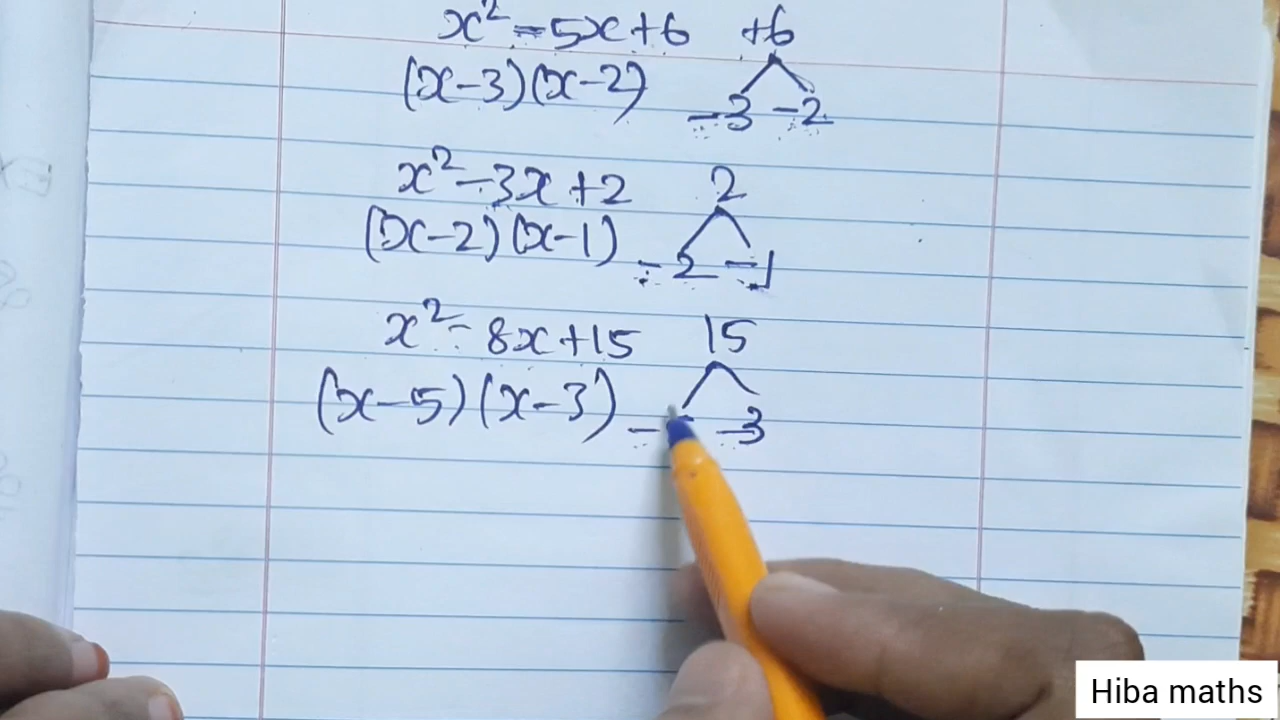 x² - 5x + 6 +6
(x - 3)(x - 2) -3 -2
x² - 3x + 2 2
(x - 2)(x - 1) -2 -1
x² - 8x + 15 15
(x - 5)(x - 3) - -3
Hiba maths